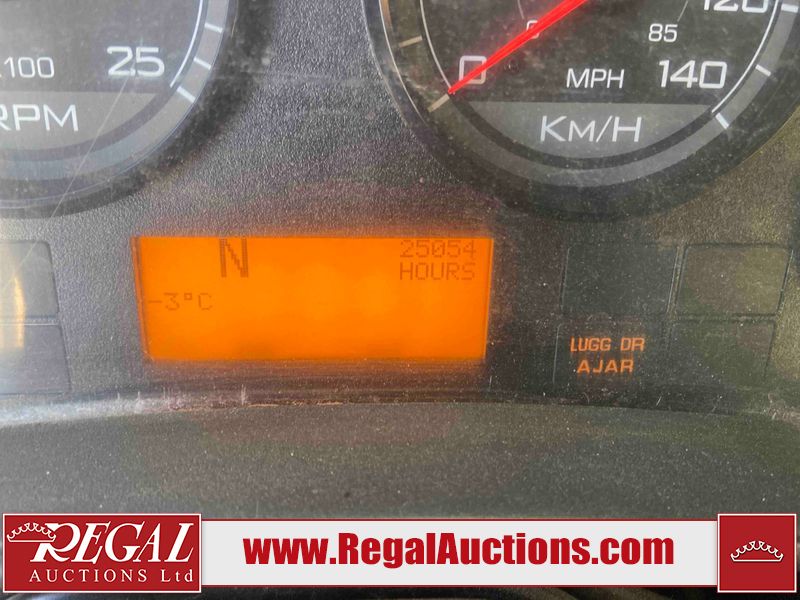 x100
25
RPM
120
0
0
85
MPH
140
Km/H
N
25054
HOURS
-3°C
LUGG DR
AJAR
REGAL
AUCTIONS Ltd
www.RegalAuctions.com